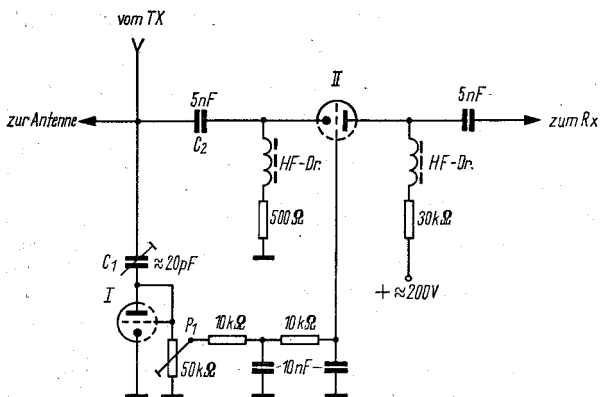 vom TX
II
5nF
5nF
zur Antenne
zum Rx
C2
HF-Dr.
HF-Dr.
500Ω
30kΩ
C1
≈20pF
+≈200V
I
P1
10kΩ
10kΩ
50kΩ
10nF